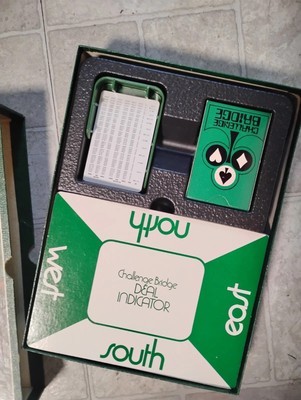 CHALLENGE
BRIDGE
north
west
Challenge Bridge
DEAL
INDICATOR
east
south